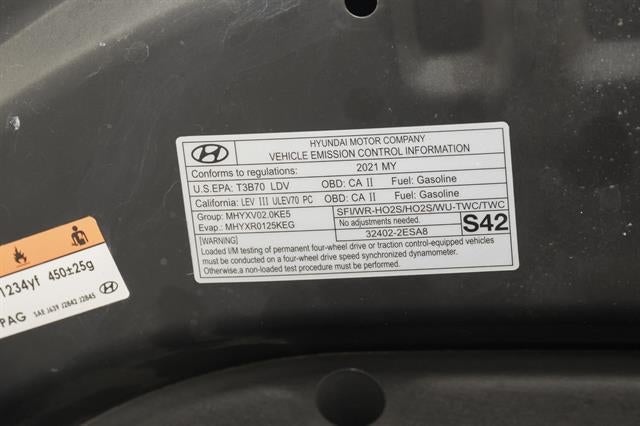 HYUNDAI MOTOR COMPANY
VEHICLE EMISSION CONTROL INFORMATION
Conforms to regulations: 2021 MY
U.S.EPA: T3B70 LDV OBD: CA II Fuel: Gasoline
California: LEV III ULEV70 PC OBD: CA II Fuel: Gasoline
Group: MHYXV02.0KE5 SFI/WR-HO2S/HO2S/WU-TWC/TWC
Evap.: MHYXR0125KEG No adjustments needed. S42
32402-2ESA8
[WARNING]
Loaded I/M testing of permanent four-wheel drive or traction control-equipped vehicles
must be conducted on a four-wheel drive speed synchronized dynamometer.
Otherwise,a non-loaded test procedure must be performed.
1234yf 450±25g
PAG SAE J639 J2842 J2845